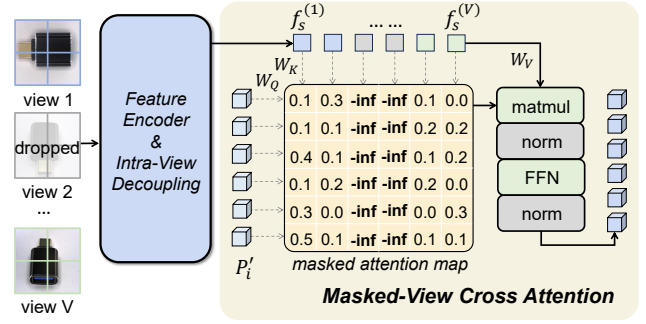 view 1
dropped
view 2
...
view V
Feature
Encoder
&
Intra-View
Decoupling
f_s^{(1)}
... ...
f_s^{(V)}
W_K
W_Q
W_V
0.1 0.3 -inf -inf 0.1 0.0
0.1 0.1 -inf -inf 0.2 0.2
0.4 0.1 -inf -inf 0.1 0.2
0.1 0.2 -inf -inf 0.2 0.0
0.3 0.0 -inf -inf 0.0 0.3
0.5 0.1 -inf -inf 0.1 0.1
P_i'
masked attention map
matmul
norm
FFN
norm
Masked-View Cross Attention